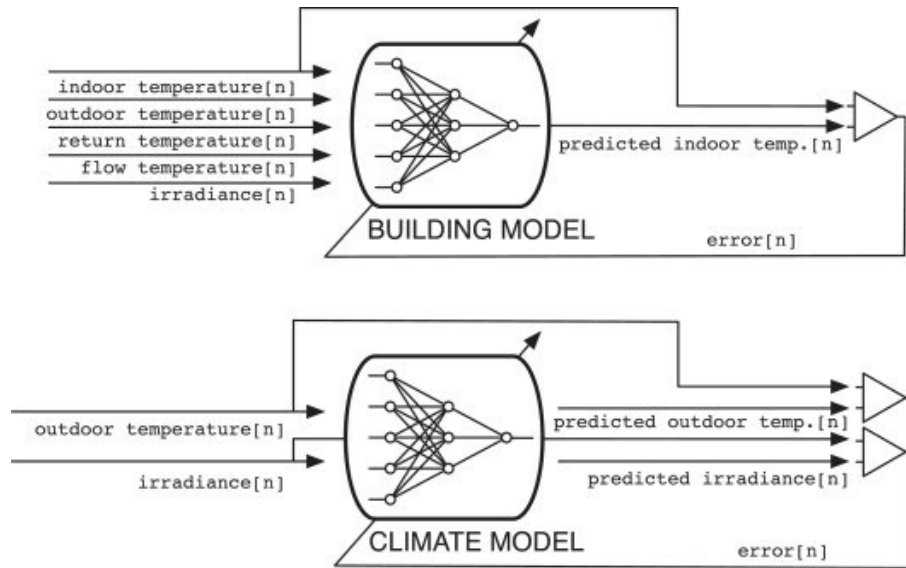 indoor temperature[n]
outdoor temperature[n]
return temperature[n]
flow temperature[n]
irradiance[n]
predicted indoor temp.[n]
BUILDING MODEL
error[n]
outdoor temperature[n]
irradiance[n]
predicted outdoor temp.[n]
predicted irradiance[n]
CLIMATE MODEL
error[n]